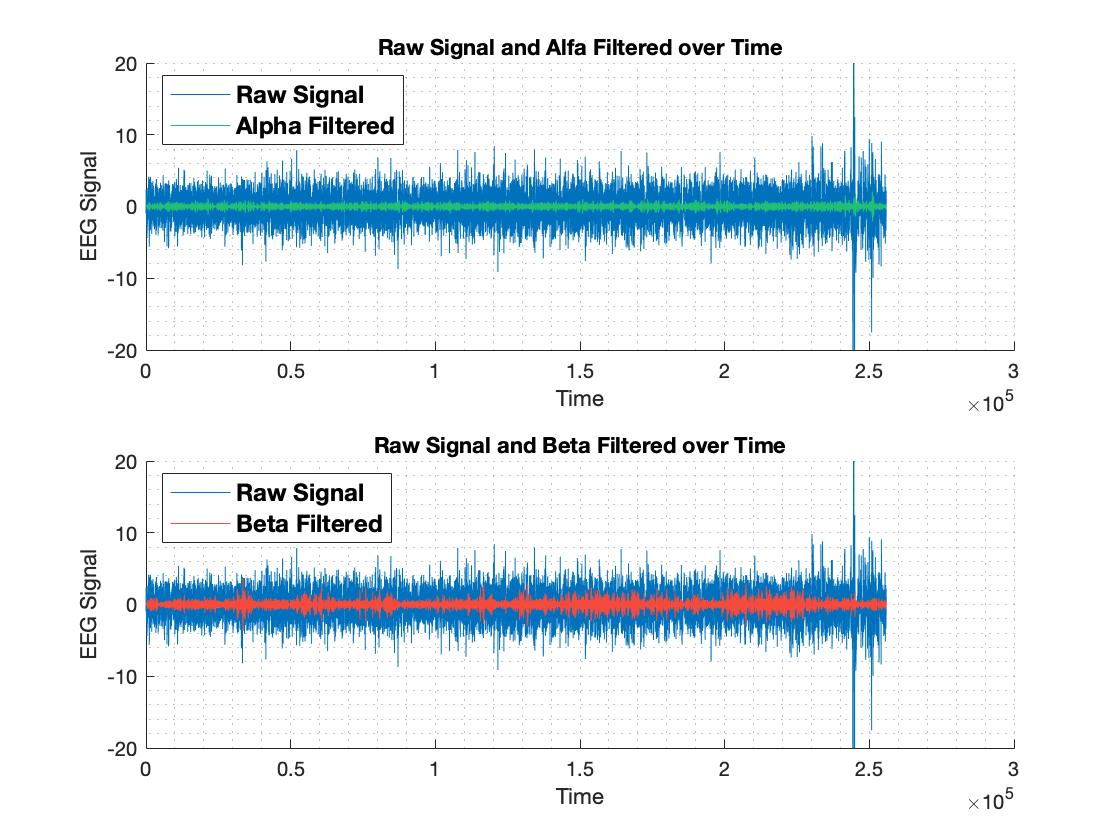 Raw Signal and Alfa Filtered over Time
20
10
0
-10
-20
EEG Signal
Raw Signal
Alpha Filtered
0 0.5 1 1.5 2 2.5 3
Time
×10^5
Raw Signal and Beta Filtered over Time
20
10
0
-10
-20
EEG Signal
Raw Signal
Beta Filtered
0 0.5 1 1.5 2 2.5 3
Time
×10^5